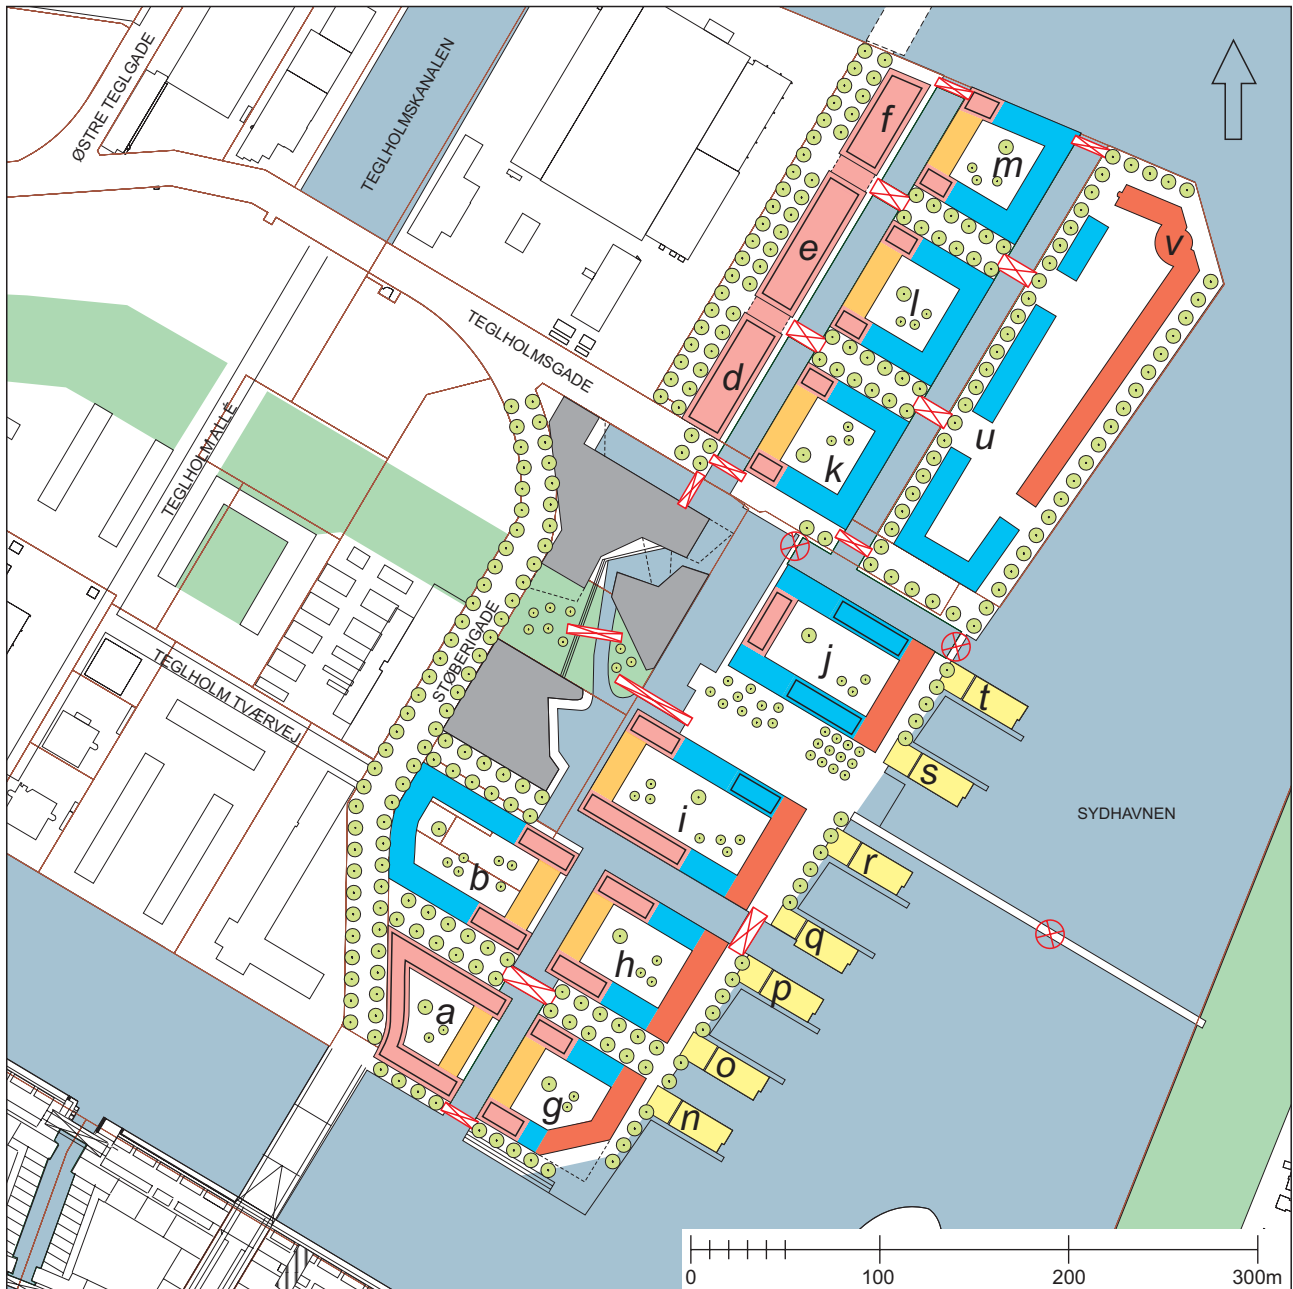 ØSTRE TEGLGADE
TEGLHOLMSKANALEN
f
m
e
v
l
TEGLHOLMSGADE
d
u
k
TEGLHOLM ALLÉ
STØBERIGADE
j
t
TEGLHOLM TVÆRVEJ
s
i
SYDHAVNEN
r
b
q
h
p
a
o
g
n
0 100 200 300m